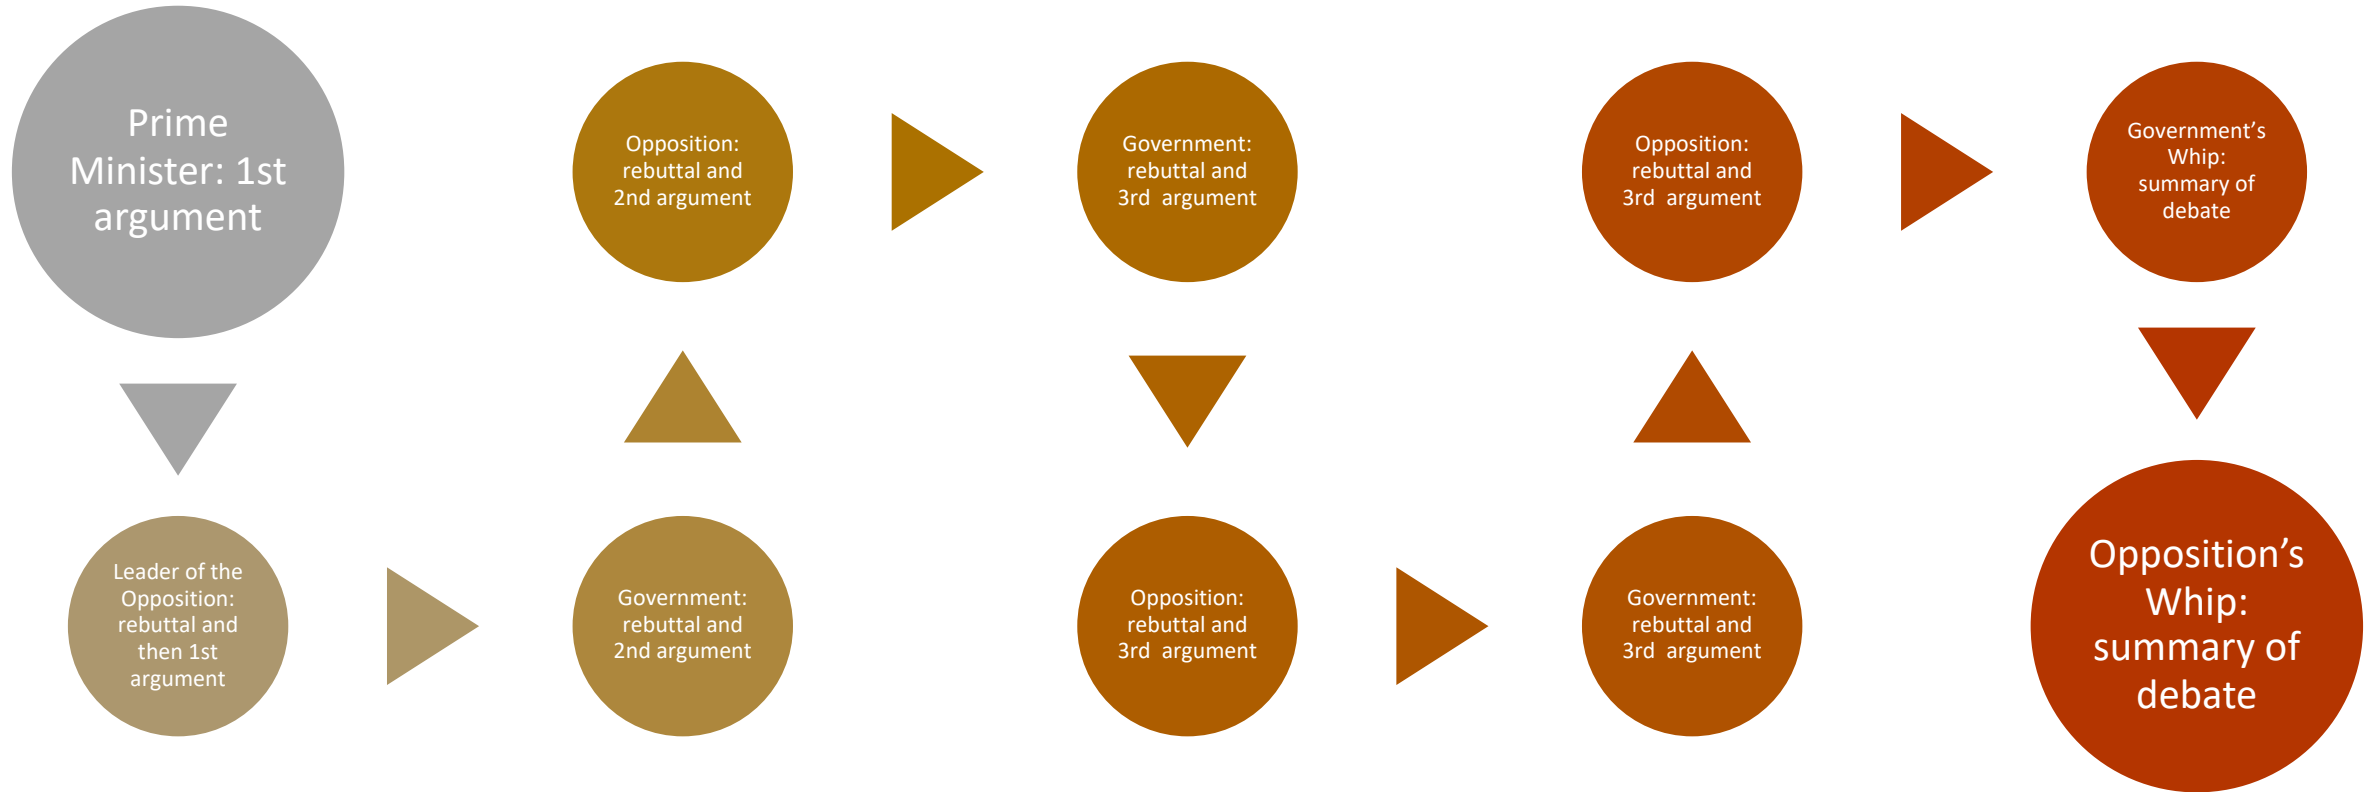 Prime
Minister: 1st
argument
Leader of the
Opposition:
rebuttal and
then 1st
argument
Government:
rebuttal and
2nd argument
Opposition:
rebuttal and
2nd argument
Government:
rebuttal and
3rd  argument
Opposition:
rebuttal and
3rd  argument
Government:
rebuttal and
3rd  argument
Opposition:
rebuttal and
3rd  argument
Government’s
Whip:
summary of
debate
Opposition’s
Whip:
summary of
debate